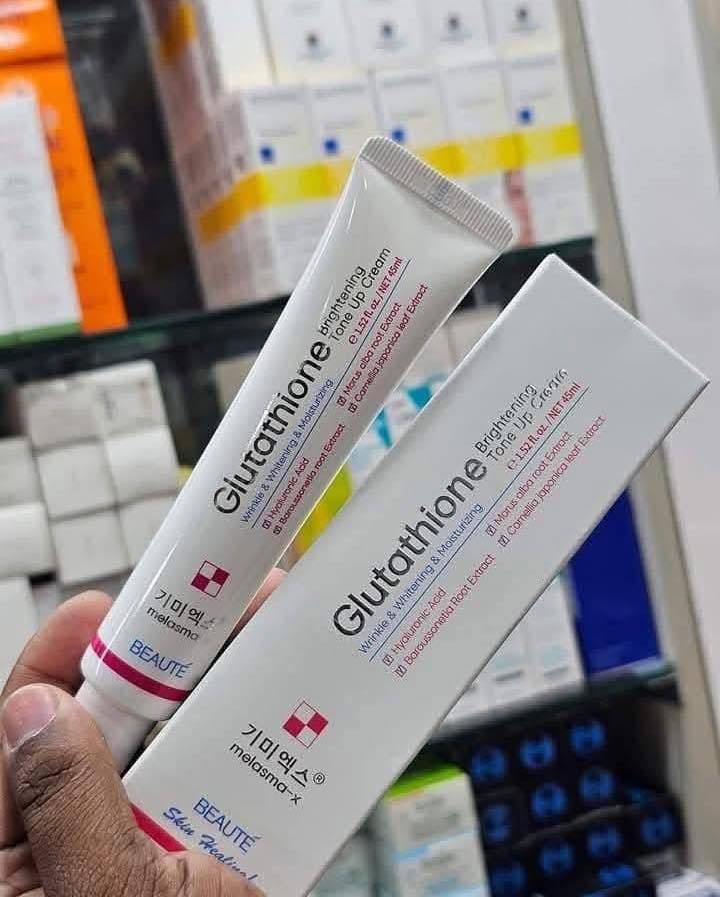 Glutathione
Brightening
Tone Up Cream
Wrinkle & Whitening & Moisturizing
e 1.52 fl. oz / NET 45ml
Hyaluronic Acid
Morus alba root Extract
Baroussonetia root Extract
Camellia japonica leaf Extract
기미엑스
melasma
BEAUTÉ
Glutathione
Brightening
Tone Up Cream
Wrinkle & Whitening & Moisturizing
e 1.52 fl. oz / NET 45ml
Hyaluronic Acid
Morus alba root Extract
Baroussonetia Root Extract
Camellia japonica leaf Extract
기미엑스®
melasma-x
BEAUTÉ
Skin Healing